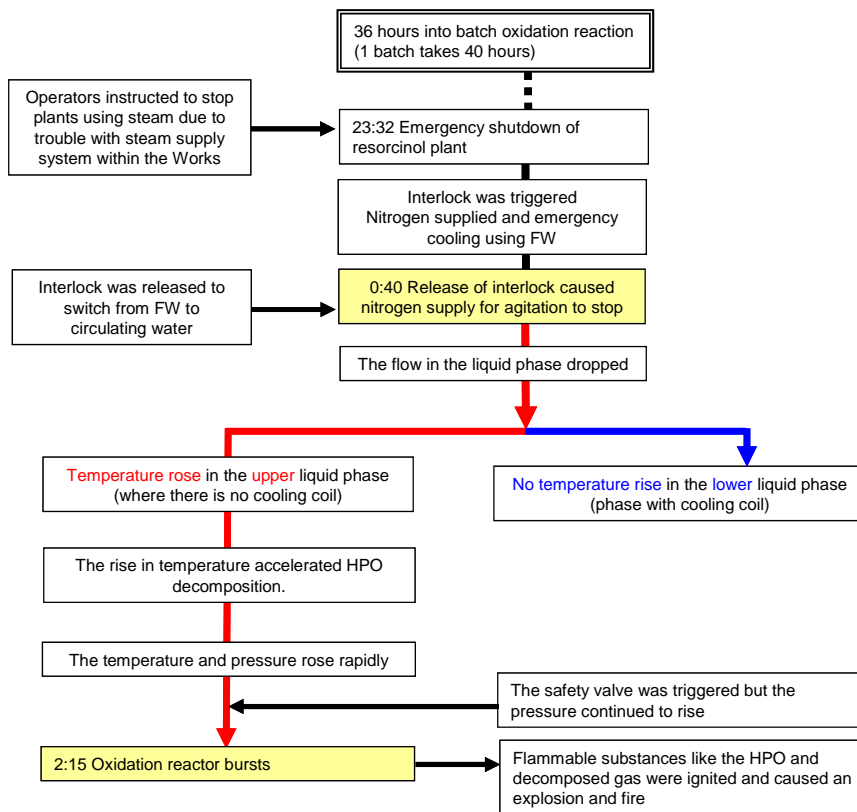 36 hours into batch oxidation reaction
(1 batch takes 40 hours)
Operators instructed to stop
plants using steam due to
trouble with steam supply
system within the Works
23:32 Emergency shutdown of
resorcinol plant
Interlock was triggered
Nitrogen supplied and emergency
cooling using FW
Interlock was released to
switch from FW to
circulating water
0:40 Release of interlock caused
nitrogen supply for agitation to stop
The flow in the liquid phase dropped
Temperature rose in the upper liquid phase
(where there is no cooling coil)
No temperature rise in the lower liquid phase
(phase with cooling coil)
The rise in temperature accelerated HPO
decomposition.
The temperature and pressure rose rapidly
The safety valve was triggered but the
pressure continued to rise
2:15 Oxidation reactor bursts
Flammable substances like the HPO and
decomposed gas were ignited and caused an
explosion and fire